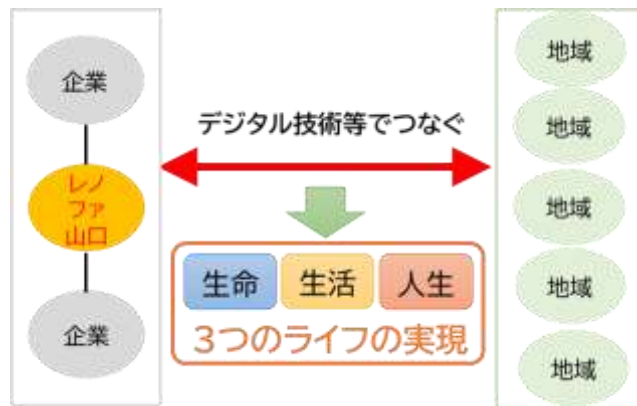 企業
レノ
ファ
山口
企業
デジタル技術等でつなぐ
生命
生活
人生
3つのライフの実現
地域
地域
地域
地域
地域